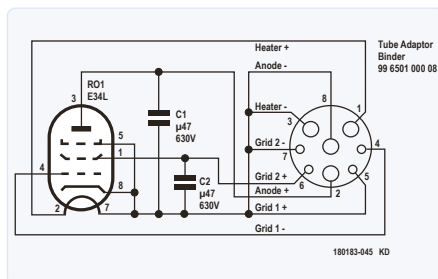 Heater +
Anode -
Tube Adaptor
Binder
99 6501 000 08
3
RO1
E34L
8
1
C1
µ47
630V
Heater -
3
5
1
Grid 2 -
7
4
4
Grid 2 +
6
5
C2
µ47
630V
8
Anode +
2
2
7
Grid 1 +
Grid 1 -
180183-045 KD